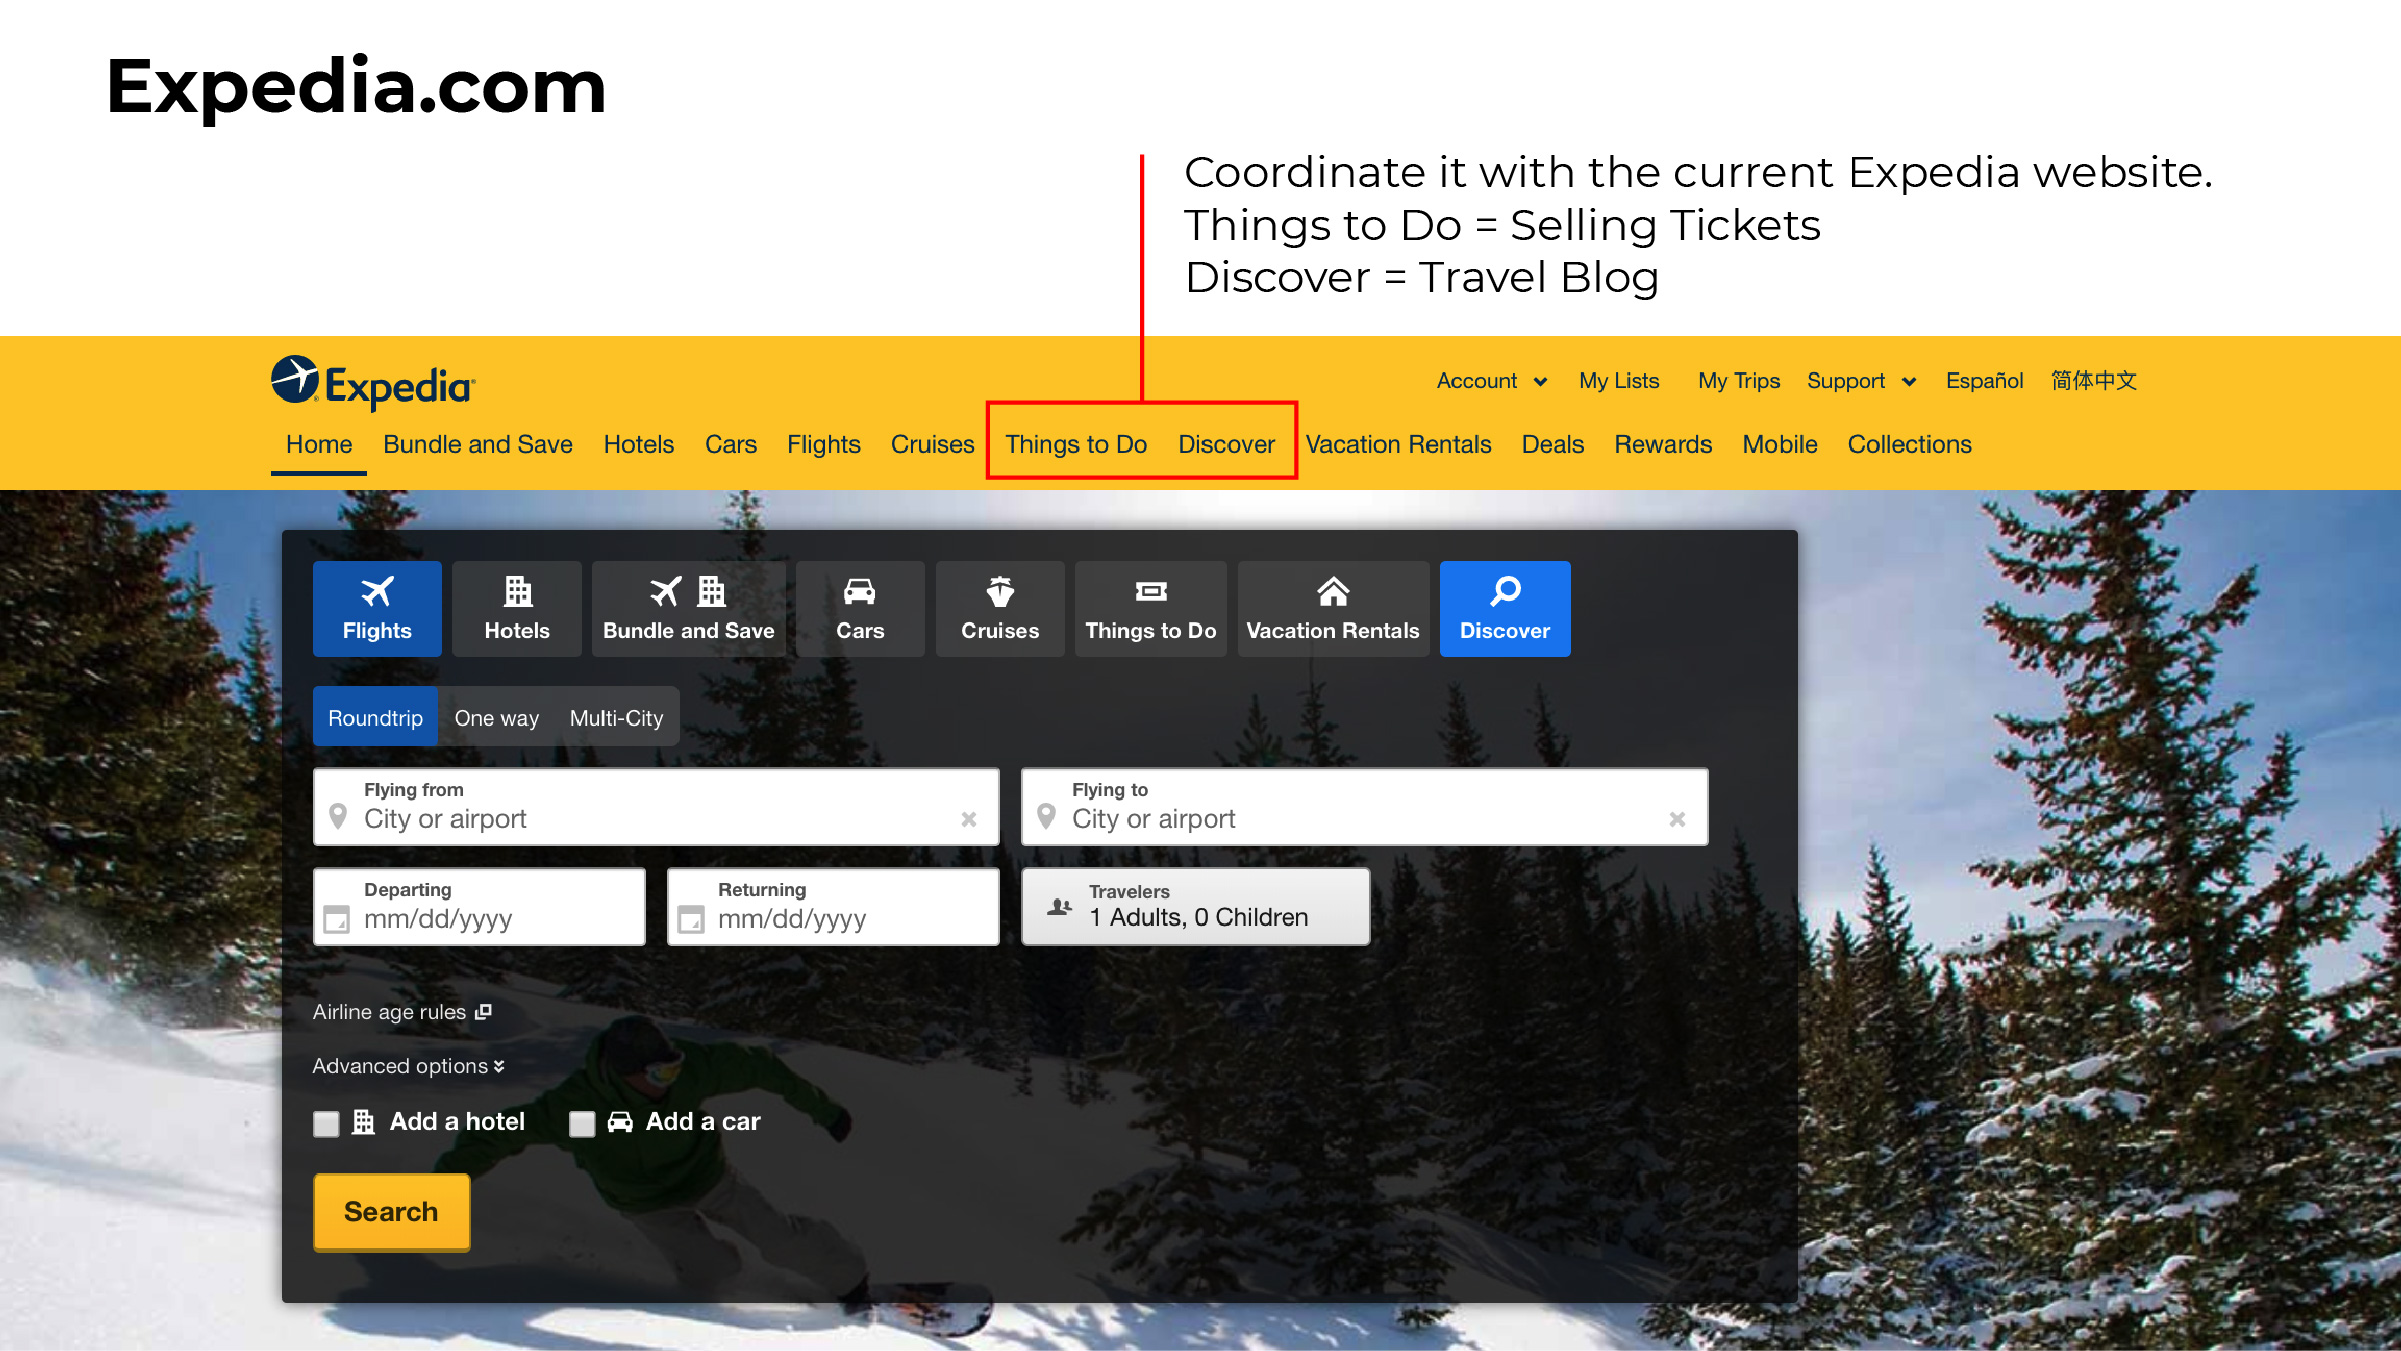 Expedia.com
Coordinate it with the current Expedia website.
Things to Do = Selling Tickets
Discover = Travel Blog
Expedia
Account My Lists My Trips Support Español 简体中文
Home Bundle and Save Hotels Cars Flights Cruises Things to Do Discover Vacation Rentals Deals Rewards Mobile Collections
Flights Hotels Bundle and Save Cars Cruises Things to Do Vacation Rentals Discover
Roundtrip One way Multi-City
Flying from Flying to
City or airport City or airport
Departing Returning Travelers
mm/dd/yyyy mm/dd/yyyy 1 Adults, 0 Children
Airline age rules
Advanced options
Add a hotel Add a car
Search